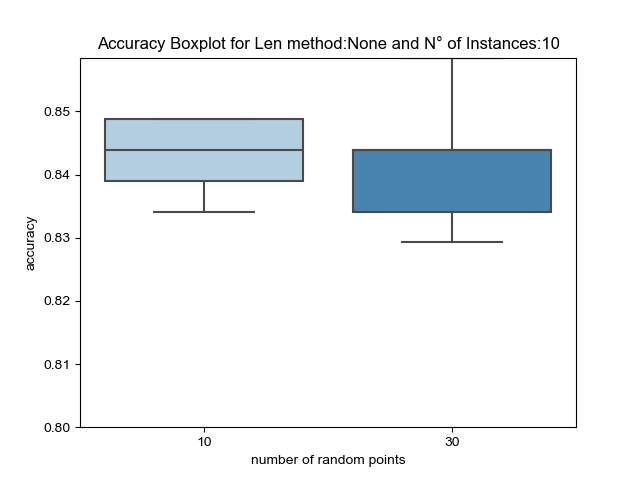 Accuracy Boxplot for Len method:None and N° of Instances:10
0.85
0.84
0.83
0.82
0.81
0.80
accuracy
10
30
number of random points